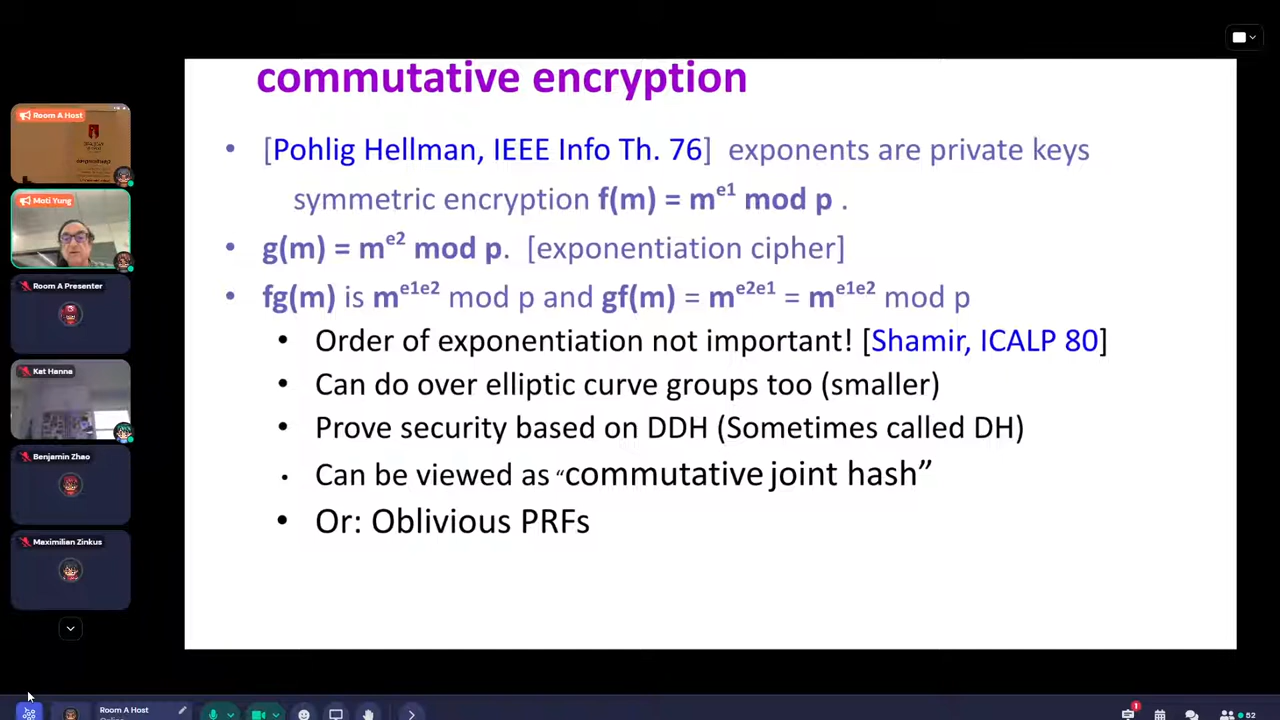 commutative encryption
• [Pohlig Hellman, IEEE Info Th. 76] exponents are private keys
symmetric encryption f(m) = m^e1 mod p .
• g(m) = m^e2 mod p. [exponentiation cipher]
• fg(m) is m^e1e2 mod p and gf(m) = m^e2e1 = m^e1e2 mod p
• Order of exponentiation not important! [Shamir, ICALP 80]
• Can do over elliptic curve groups too (smaller)
• Prove security based on DDH (Sometimes called DH)
• Can be viewed as “commutative joint hash”
• Or: Oblivious PRFs
Room A Host
Moti Yung
Room A Presenter
Kat Hanna
Benjamin Zhao
Maximilian Zinkus
Room A Host
Online
1
52